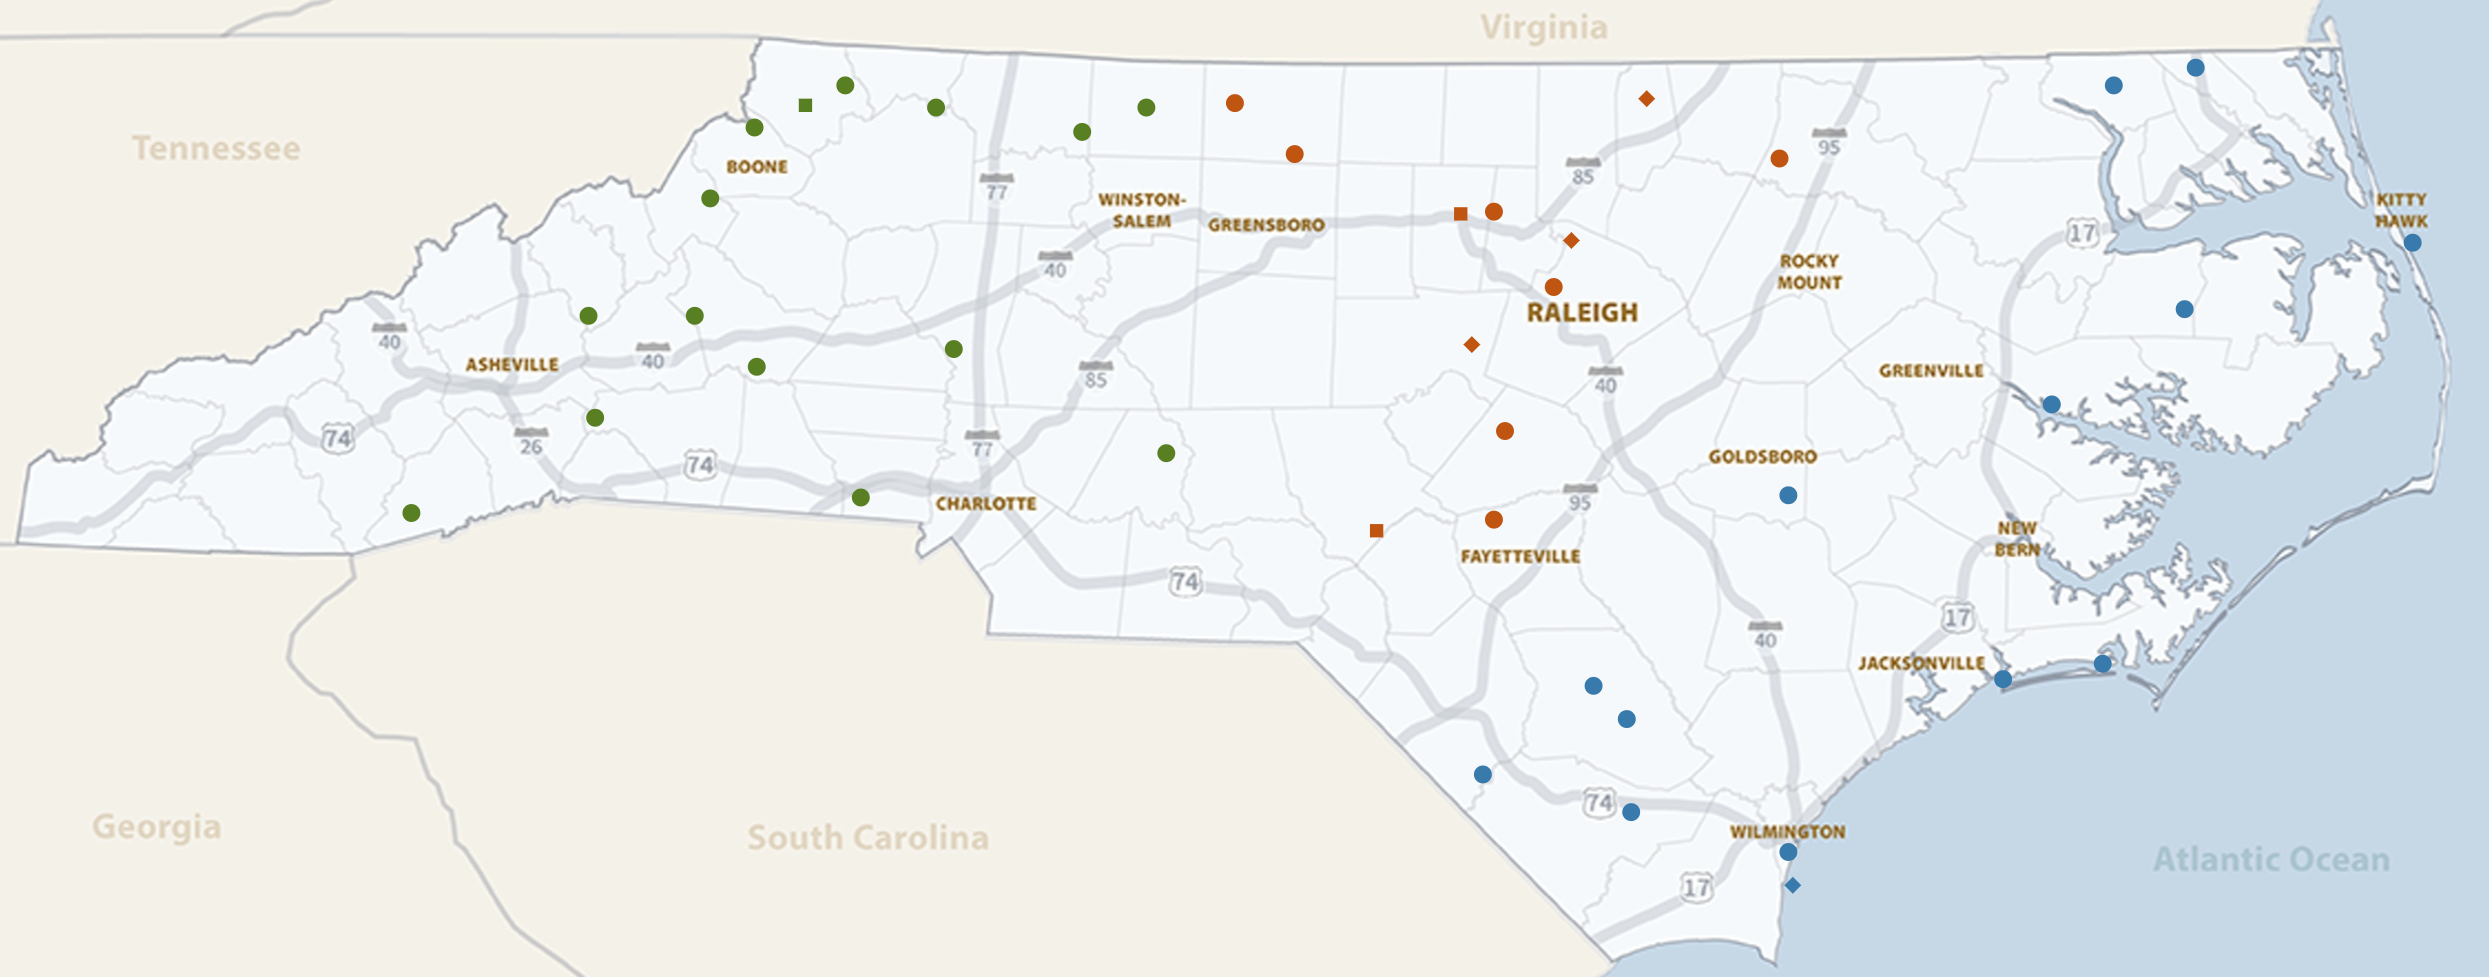 Virginia
Tennessee
BOONE
77
WINSTON-
SALEM
GREENSBORO
85
95
KITTY
HAWK
17
40
ROCKY
MOUNT
RALEIGH
40
ASHEVILLE
40
85
40
GREENVILLE
74
26
74
77
CHARLOTTE
GOLDSBORO
95
FAYETTEVILLE
NEW
BERN
74
17
40
JACKSONVILLE
74
WILMINGTON
Georgia
South Carolina
Atlantic Ocean
17